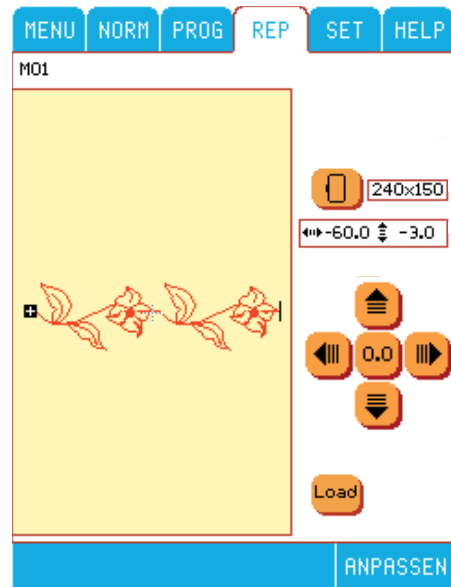 MENU NORM PROG REP SET HELP
M01
240x150
-60.0 -3.0
0.0
Load
ANPASSEN